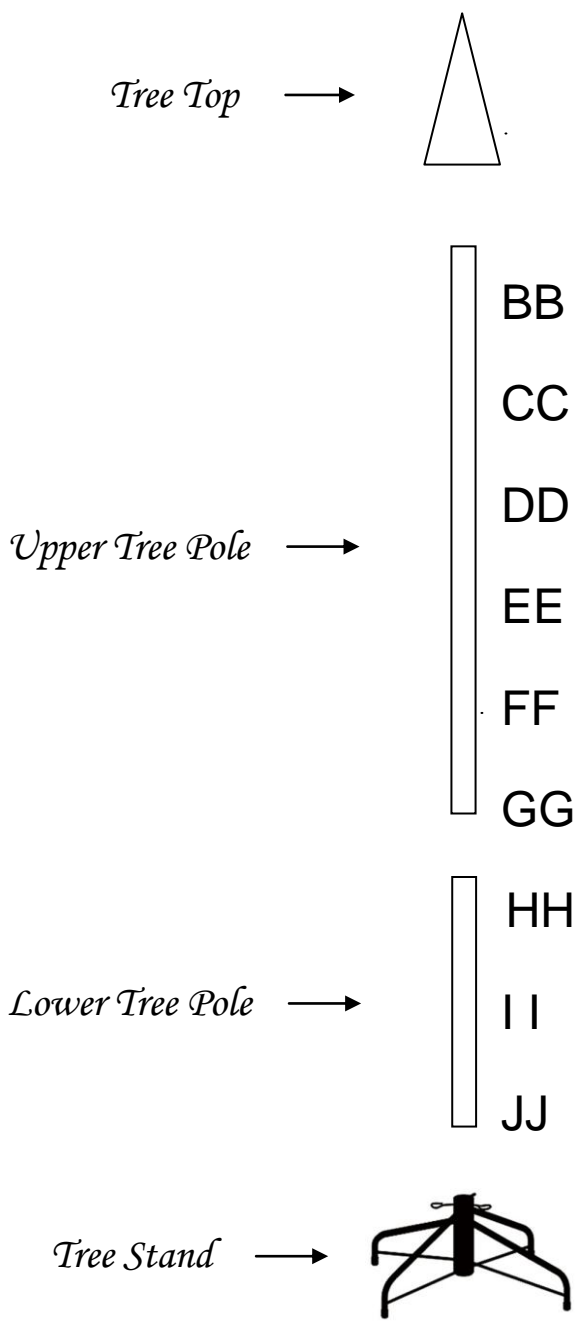 Tree Top
BB
CC
DD
Upper Tree Pole
EE
FF
GG
HH
Lower Tree Pole
I I
JJ
Tree Stand